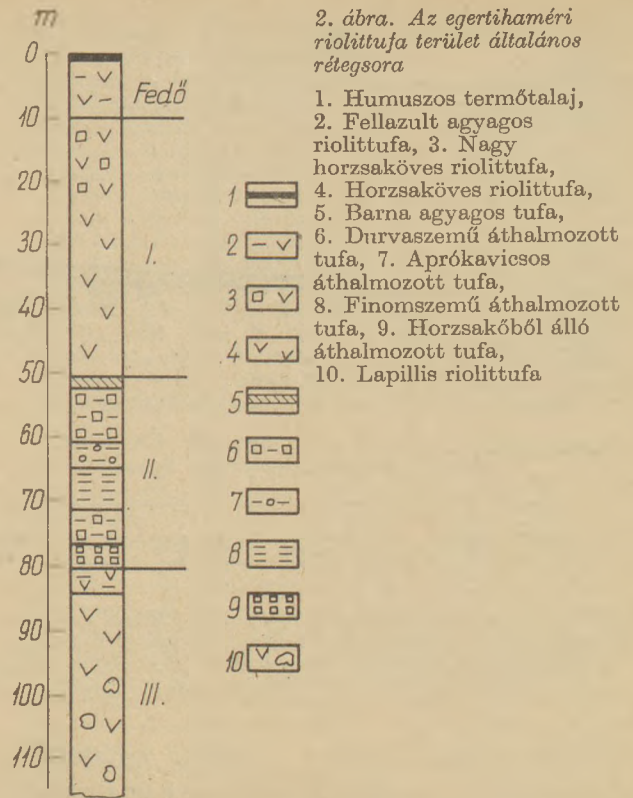 2. ábra. Az egertihaméri
riolittufa terület általános
rétegsora
1. Humuszos termőtalaj,
2. Fellazult agyagos
riolittufa, 3. Nagy
horzsaköves riolittufa,
4. Horzsaköves riolittufa,
5. Barna agyagos tufa,
6. Durvaszemű áthalmozott
tufa, 7. Aprókavicsos
áthalmozott tufa,
8. Finomszemű áthalmozott
tufa, 9. Horzsakőből álló
áthalmozott tufa,
10. Lapillis riolittufa
m
0
10
20
30
40
50
60
70
80
90
100
110
Fedő
I.
II.
III.
1
2
3
4
5
6
7
8
9
10